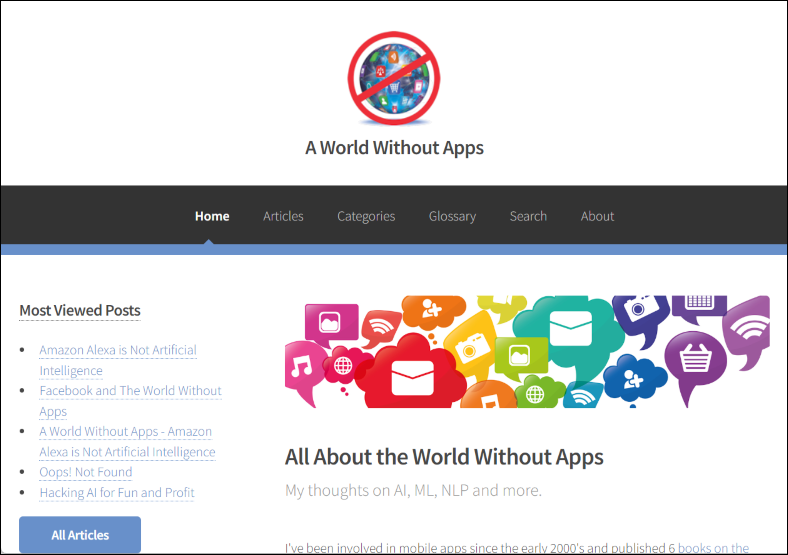 A World Without Apps
Home Articles Categories Glossary Search About
Most Viewed Posts
Amazon Alexa is Not Artificial
Intelligence
Facebook and The World Without
Apps
A World Without Apps - Amazon
Alexa is Not Artificial Intelligence
Oops! Not Found
Hacking AI for Fun and Profit
All Articles
All About the World Without Apps
My thoughts on AI, ML, NLP and more.
I've been involved in mobile apps since the early 2000's and published 6 books on the